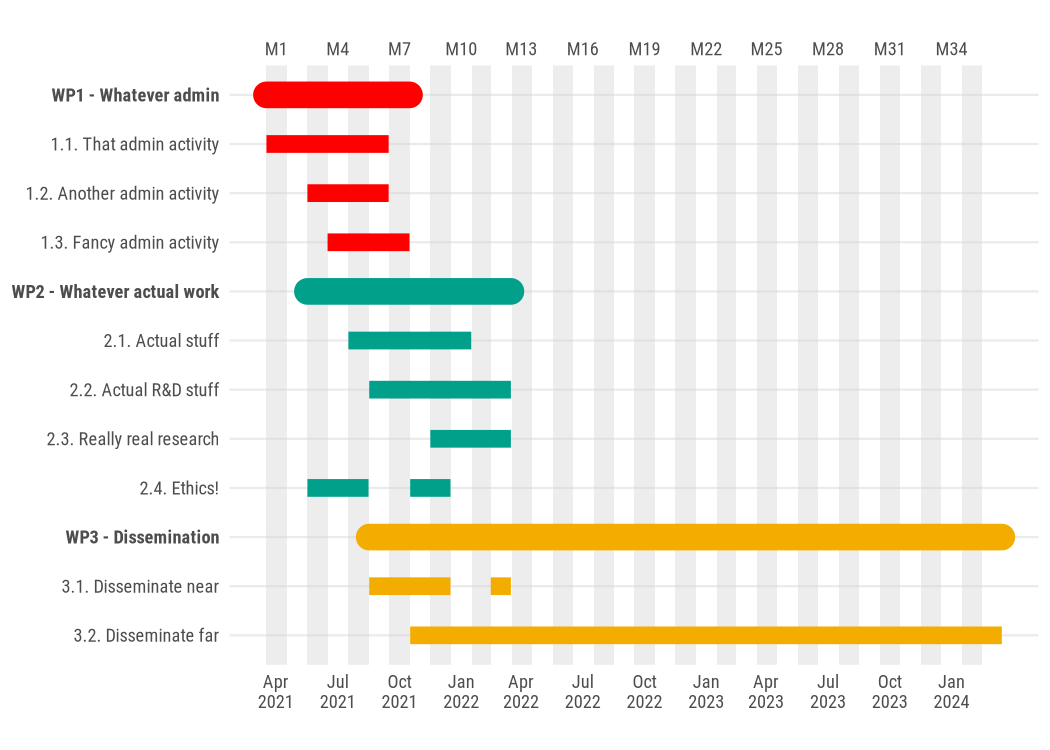 M1 M4 M7 M10 M13 M16 M19 M22 M25 M28 M31 M34
WP1 - Whatever admin
1.1. That admin activity
1.2. Another admin activity
1.3. Fancy admin activity
WP2 - Whatever actual work
2.1. Actual stuff
2.2. Actual R&D stuff
2.3. Really real research
2.4. Ethics!
WP3 - Dissemination
3.1. Disseminate near
3.2. Disseminate far
Apr Jul Oct Jan Apr Jul Oct Jan Apr Jul Oct Jan
2021 2021 2021 2022 2022 2022 2022 2023 2023 2023 2023 2024